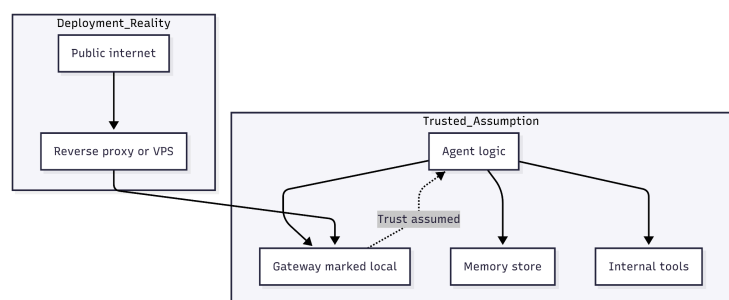 Deployment_Reality
Public internet
Reverse proxy or VPS
Trusted_Assumption
Agent logic
Trust assumed
Gateway marked local
Memory store
Internal tools